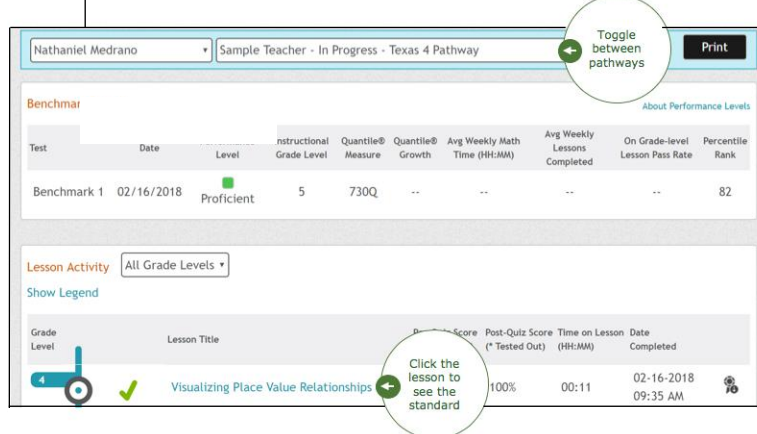 Nathaniel Medrano
Sample Teacher - In Progress - Texas 4 Pathway
Toggle
between
pathways
Print
About Performance Levels
Test
Date
Level
Instructional
Grade Level
Quantile®
Measure
Quantile®
Growth
Avg Weekly Math
Time (HH:MM)
Avg Weekly
Lessons
Completed
On Grade-level
Lesson Pass Rate
Percentile
Rank
Benchmark 1
02/16/2018
Proficient
5
730Q
--
--
--
--
82
Lesson Activity
All Grade Levels
Show Legend
Grade
Level
Lesson Title
Score
Post-Quiz Score
(* Tested Out)
Time on Lesson
(HH:MM)
Date
Completed
4
Visualizing Place Value Relationships
Click the
lesson to
see the
standard
100%
00:11
02-16-2018
09:35 AM